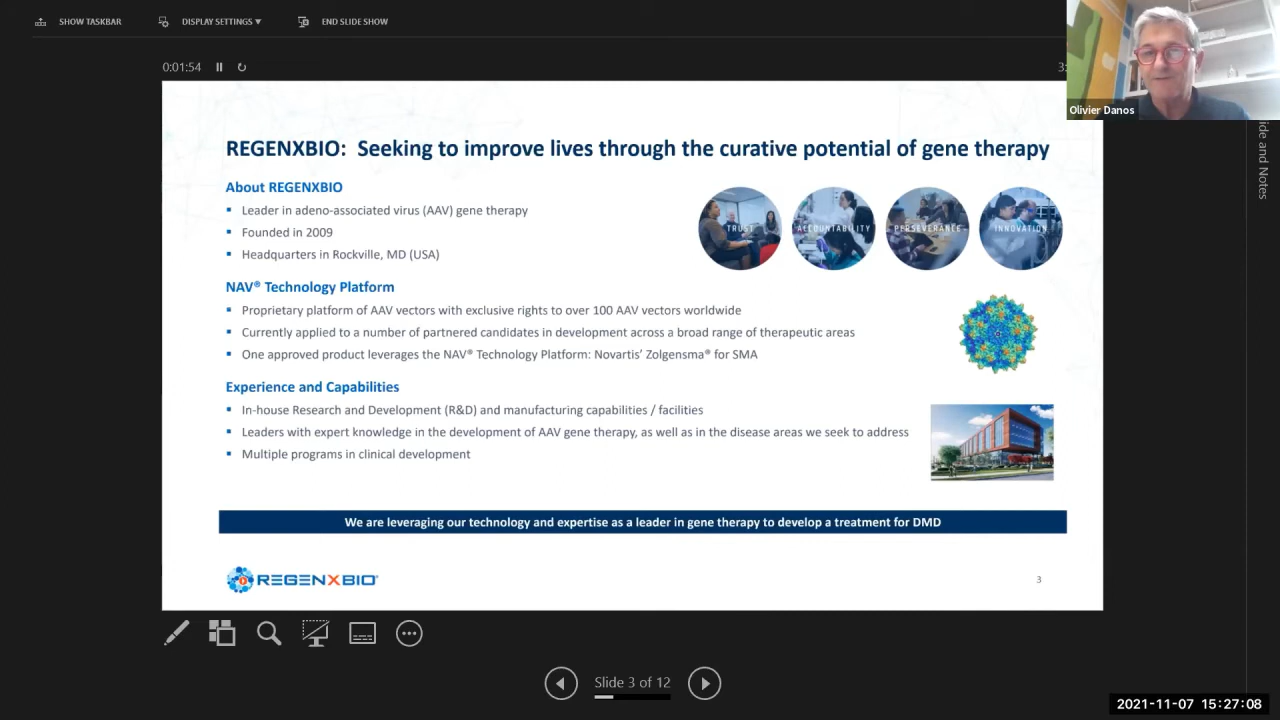 SHOW TASKBAR
DISPLAY SETTINGS ▼
END SLIDE SHOW
0:01:54
3:
Olivier Danos
lide and Notes
REGENXBIO: Seeking to improve lives through the curative potential of gene therapy
About REGENXBIO
▪ Leader in adeno-associated virus (AAV) gene therapy
▪ Founded in 2009
▪ Headquarters in Rockville, MD (USA)
TRUST
ACCOUNTABILITY
PERSEVERANCE
INNOVATION
NAV® Technology Platform
▪ Proprietary platform of AAV vectors with exclusive rights to over 100 AAV vectors worldwide
▪ Currently applied to a number of partnered candidates in development across a broad range of therapeutic areas
▪ One approved product leverages the NAV® Technology Platform: Novartis’ Zolgensma® for SMA
Experience and Capabilities
▪ In-house Research and Development (R&D) and manufacturing capabilities / facilities
▪ Leaders with expert knowledge in the development of AAV gene therapy, as well as in the disease areas we seek to address
▪ Multiple programs in clinical development
We are leveraging our technology and expertise as a leader in gene therapy to develop a treatment for DMD
REGENXBIO®
3
Slide 3 of 12
2021-11-07 15:27:08